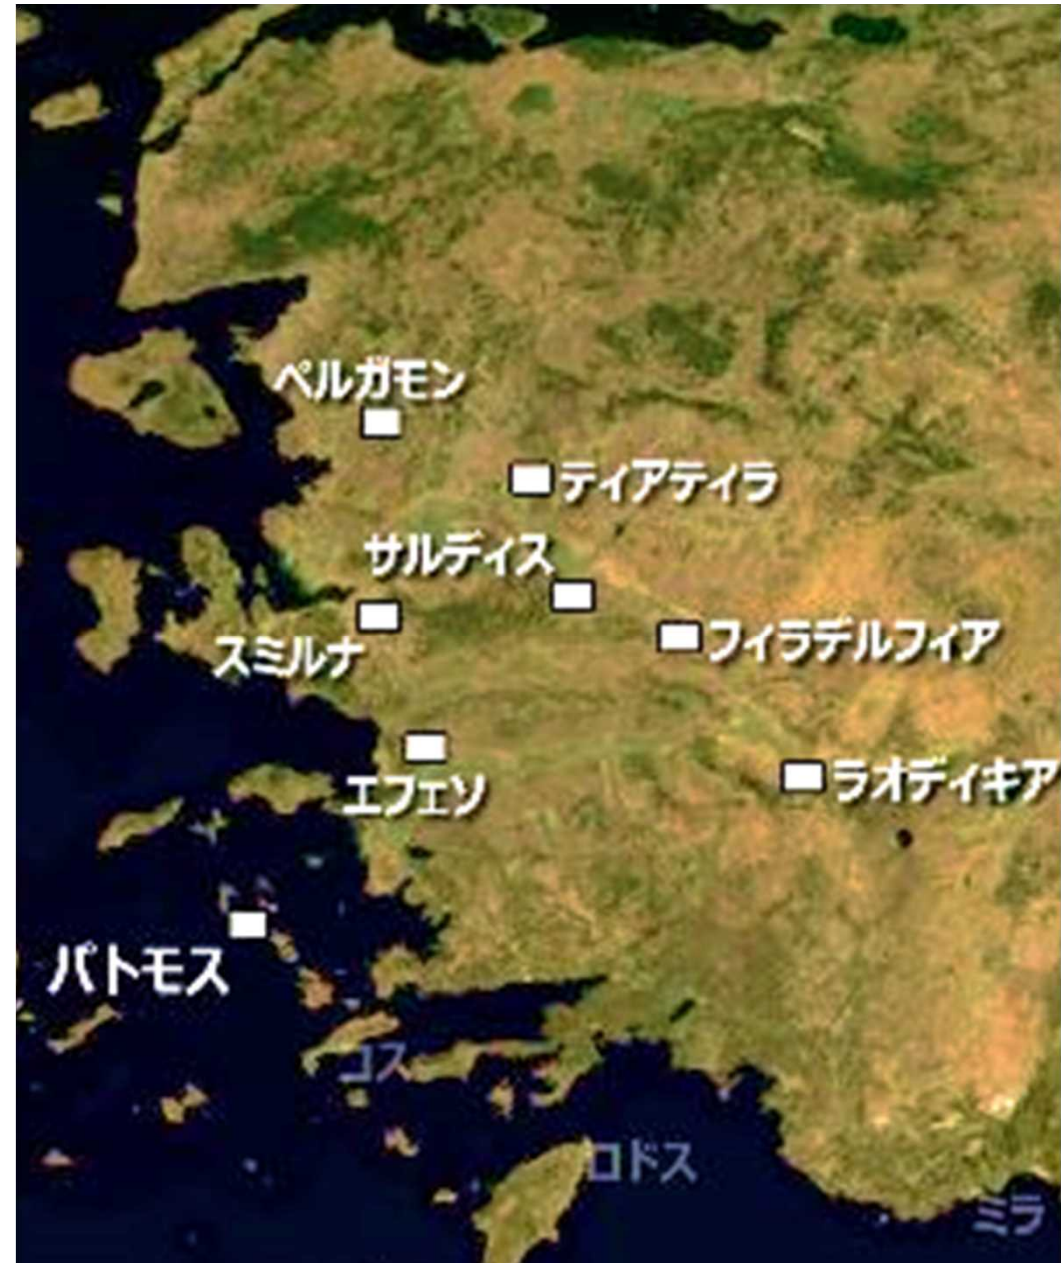 ペルガモン
ティアティラ
サルディス
スミルナ
フィラデルフィア
エフェソ
ラオディキア
パトモス
コス
ロドス
ミラ